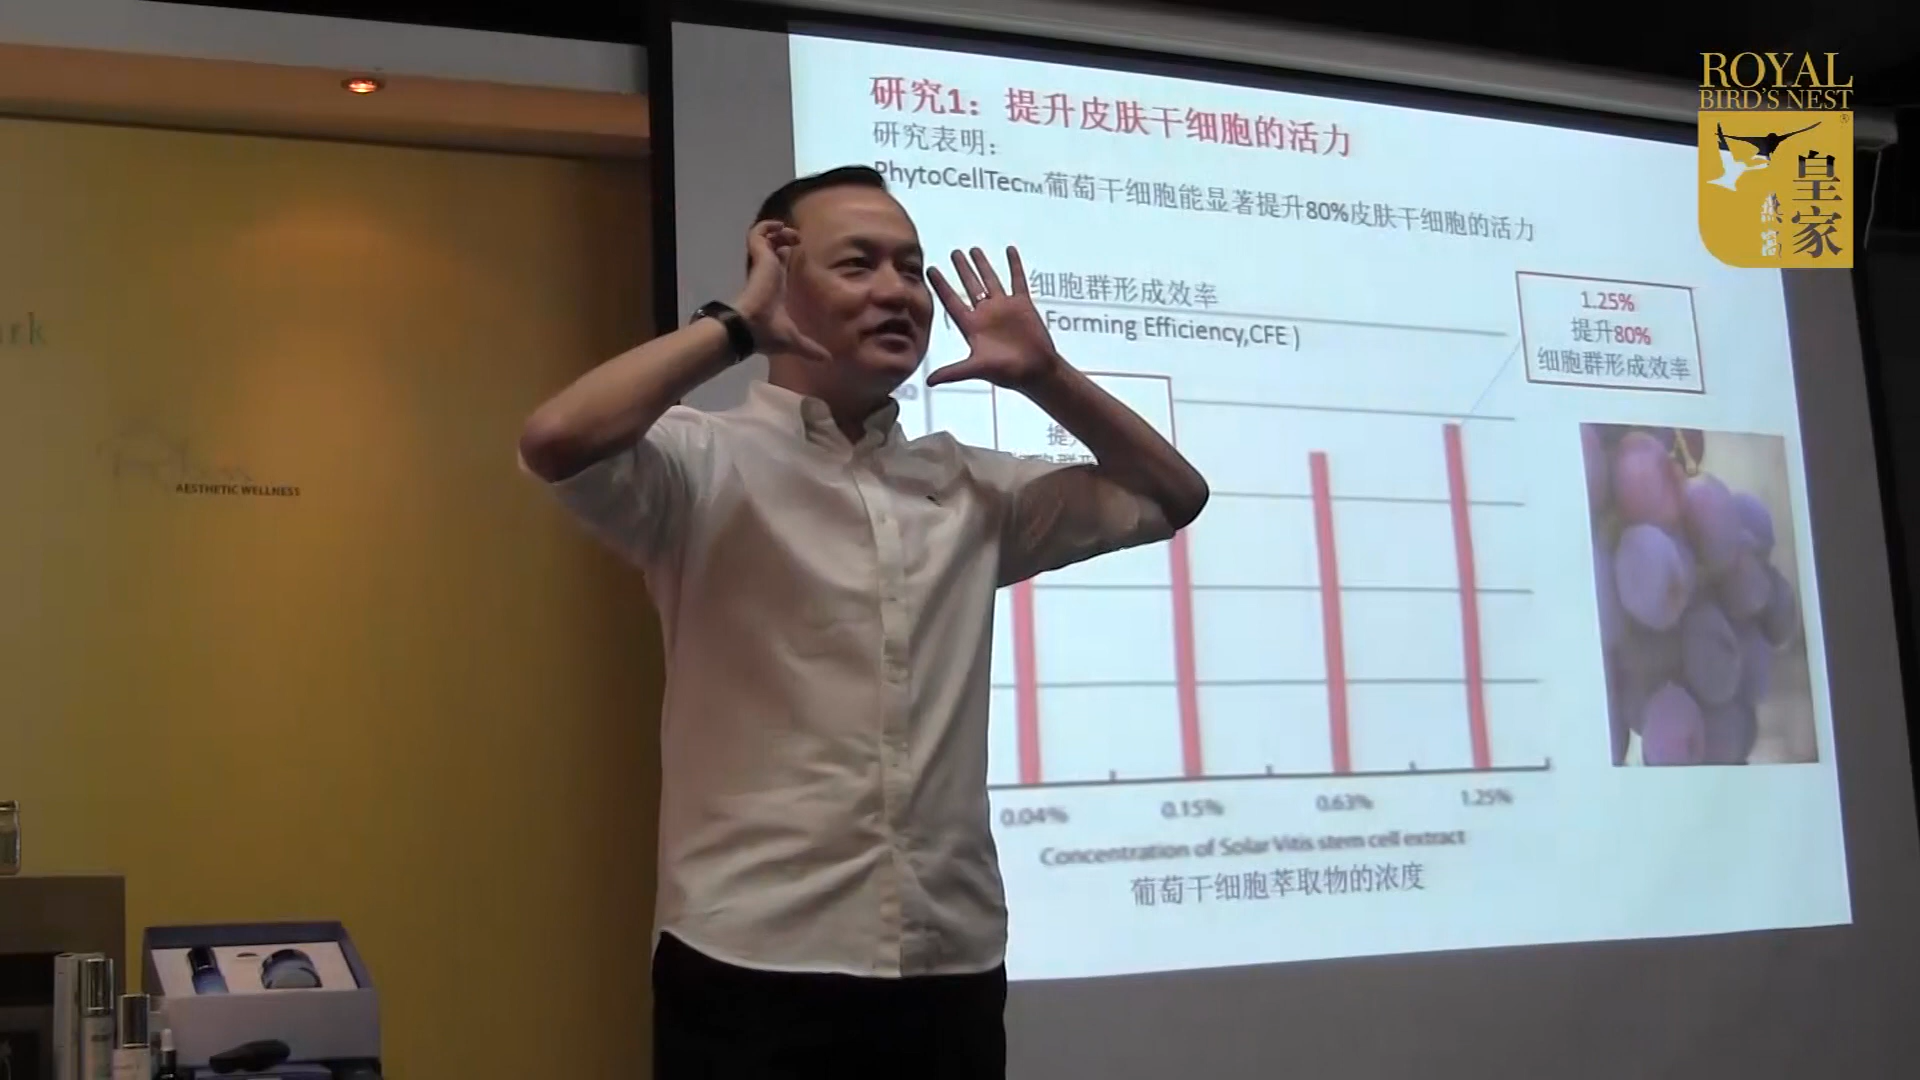 ROYAL
BIRD'S NEST
®
皇家
燕窝
研究1：提升皮肤干细胞的活力
研究表明：
PhytoCellTec™葡萄干细胞能显著提升80%皮肤干细胞的活力
细胞群形成效率
Forming Efficiency,CFE )
1.25%
提升80%
细胞群形成效率
提
0.04%
0.15%
0.63%
1.25%
Concentration of Solar Vitis stem cell extract
葡萄干细胞萃取物的浓度
ark
AESTHETIC WELLNESS